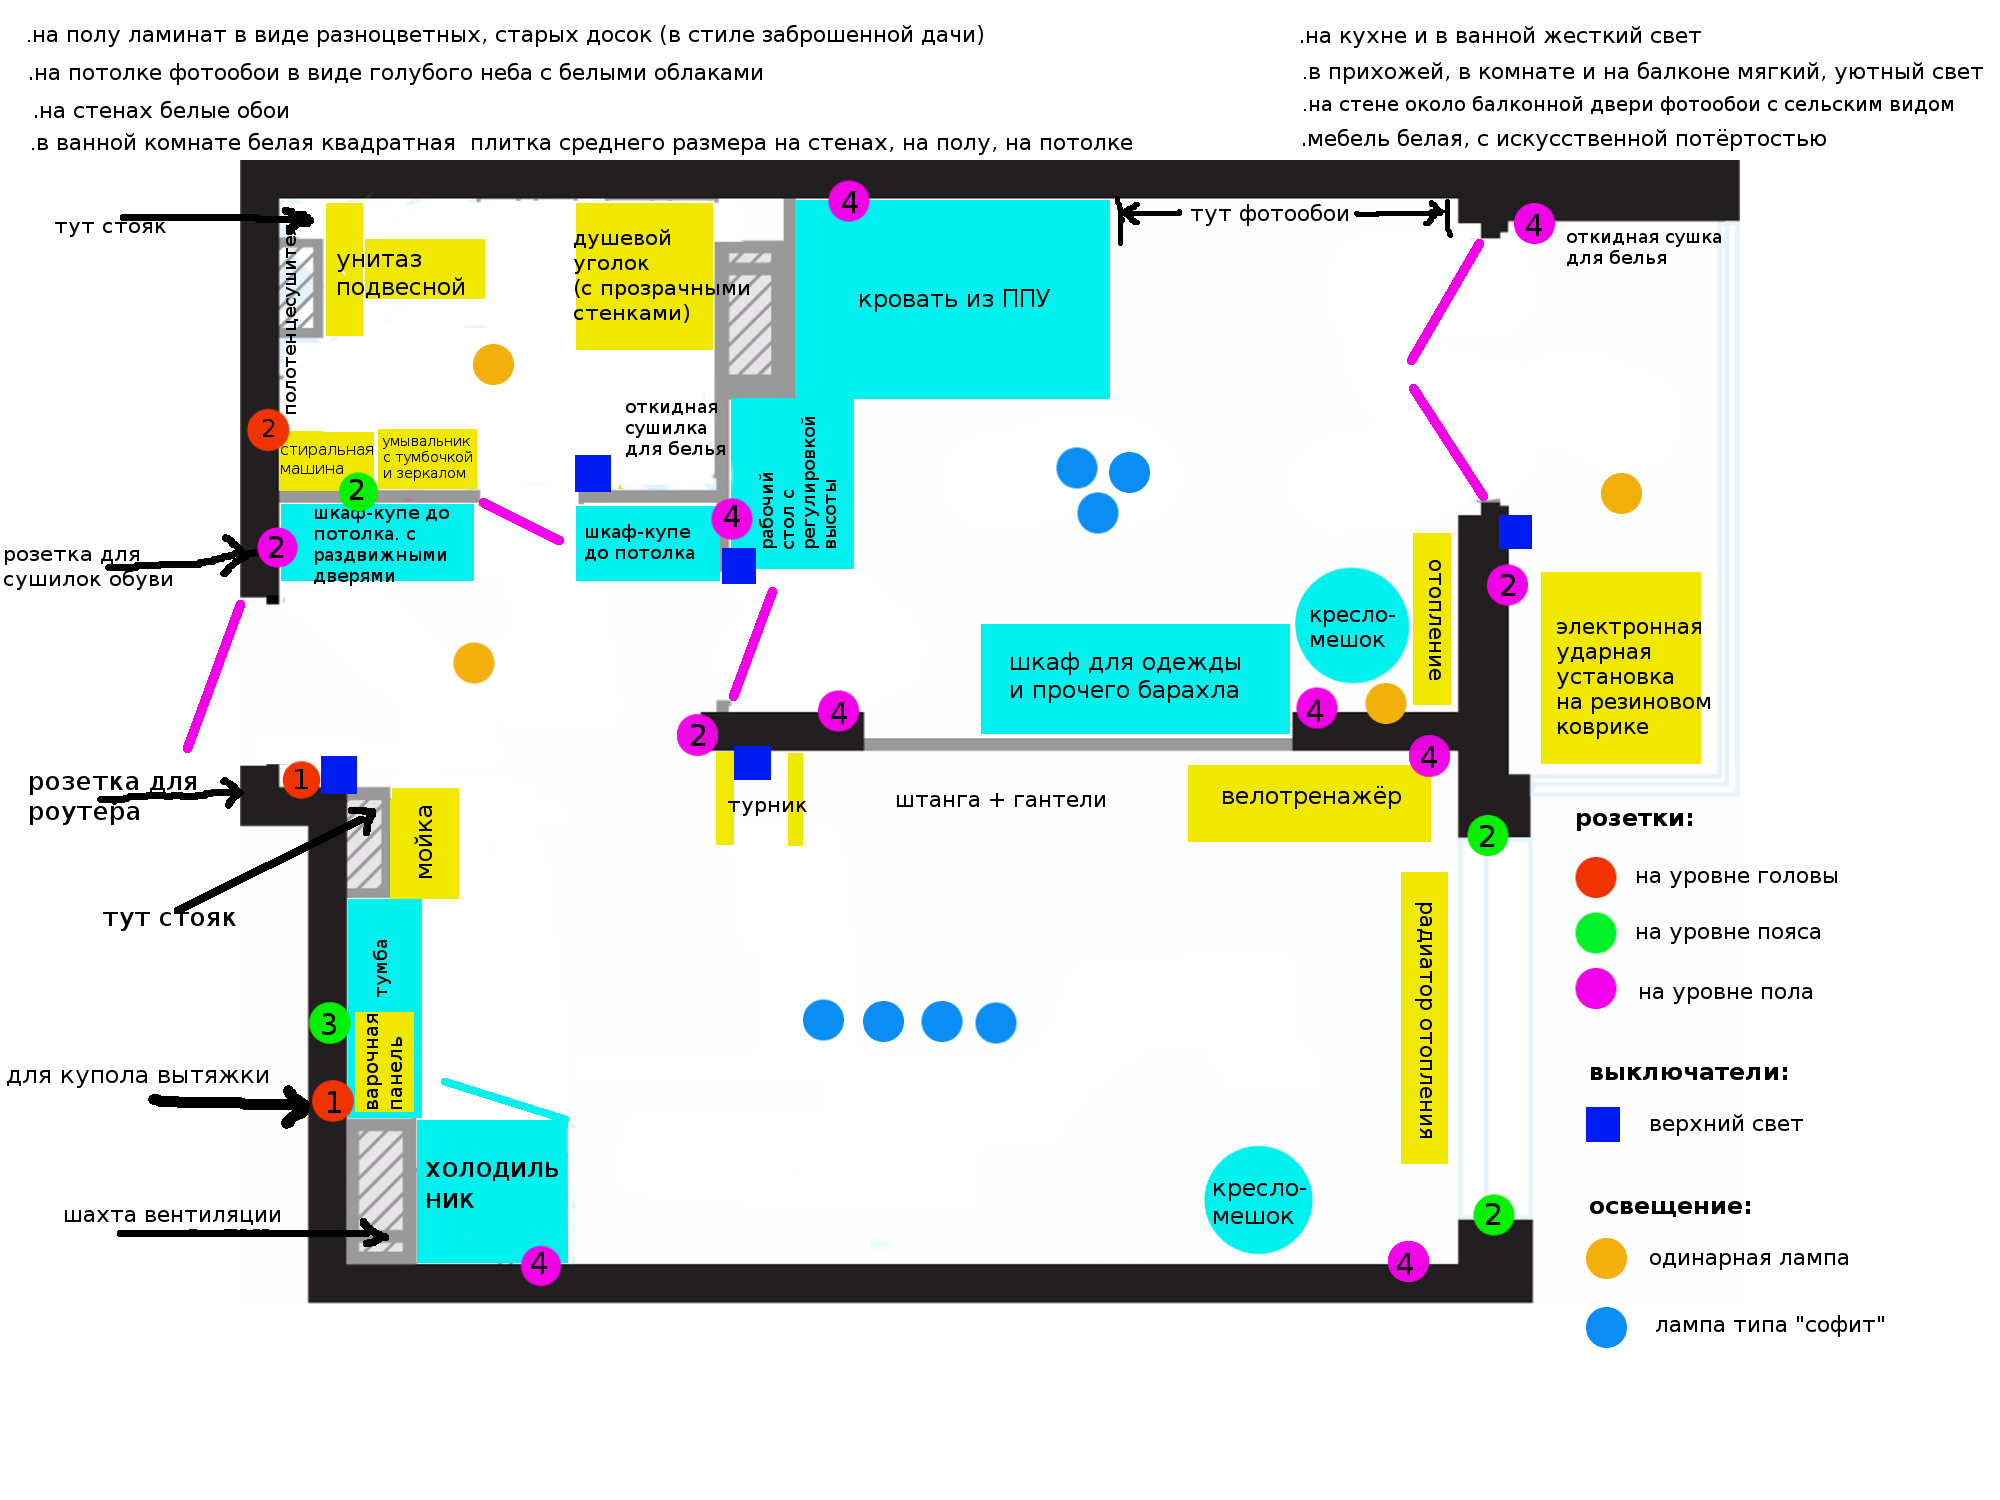 .на полу ламинат в виде разноцветных, старых досок (в стиле заброшенной дачи)
.на потолке фотообои в виде голубого неба с белыми облаками
.на стенах белые обои
.в ванной комнате белая квадратная  плитка среднего размера на стенах, на полу, на потолке
.на кухне и в ванной жесткий свет
.в прихожей, в комнате и на балконе мягкий, уютный свет
.на стене около балконной двери фотообои с сельским видом
.мебель белая, с искусственной потёртостью
тут стояк
полотенцесушитель
унитаз
подвесной
душевой
уголок
(с прозрачными
стенками)
4
кровать из ППУ
тут фотообои
4
откидная сушка
для белья
2
стиральная
машина
умывальник
с тумбочкой
и зеркалом
откидная
сушилка
для белья
рабочий
стол с
регулировкой
высоты
2
шкаф-купе до
потолка. с
раздвижными
дверями
2
розетка для
сушилок обуви
шкаф-купе
до потолка
4
кресло-
мешок
отопление
2
электронная
ударная
установка
на резиновом
коврике
шкаф для одежды
и прочего барахла
4
4
2
4
розетка для
роутера
1
турник
штанга + гантели
велотренажёр
2
мойка
тут стояк
тумба
3
варочная
панель
для купола вытяжки
1
радиатор отопления
холодиль
ник
шахта вентиляции
4
кресло-
мешок
4
2
розетки:
на уровне головы
на уровне пояса
на уровне пола
выключатели:
верхний свет
освещение:
одинарная лампа
лампа типа "софит"